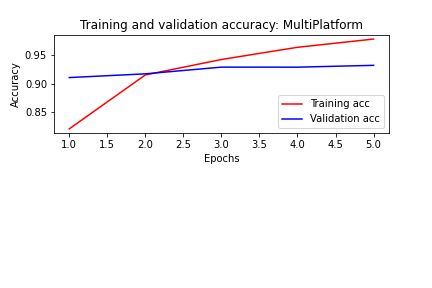 Training and validation accuracy: MultiPlatform
Accuracy
0.95
0.90
0.85
Training acc
Validation acc
1.0 1.5 2.0 2.5 3.0 3.5 4.0 4.5 5.0
Epochs